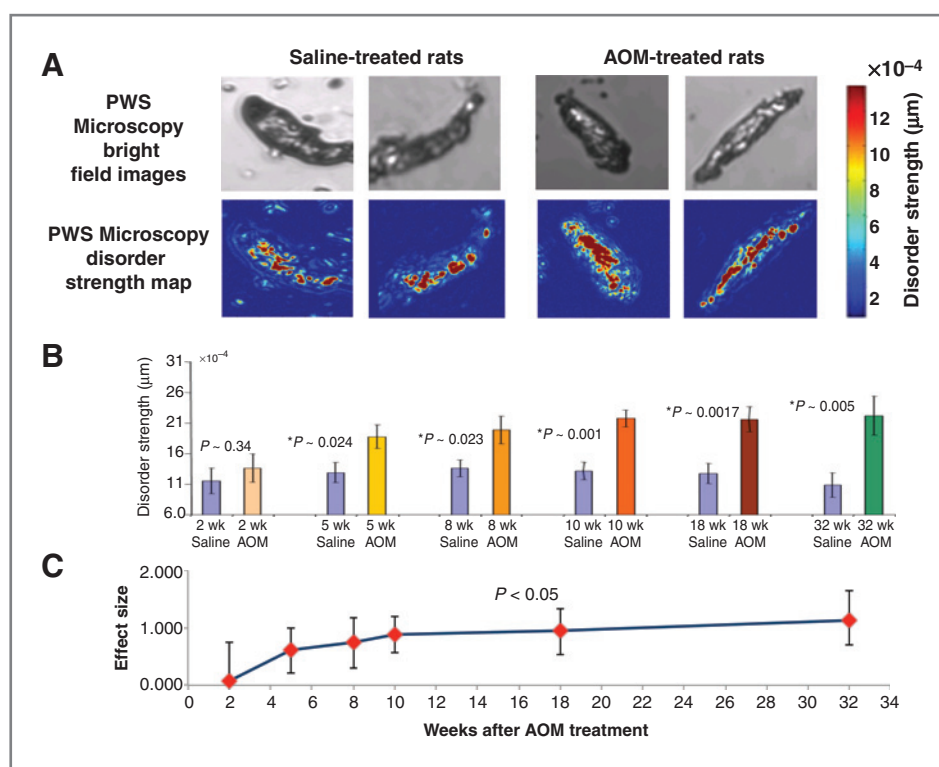 A
Saline-treated rats
AOM-treated rats
PWS
Microscopy
bright
field images
PWS Microscopy
disorder
strength map
×10⁻⁴
12
10
8
6
4
2
Disorder strength (μm)
B
Disorder strength (μm)
×10⁻⁴
31
26
21
16
11
6.0
P ~ 0.34
*P ~ 0.024
*P ~ 0.023
*P ~ 0.001
*P ~ 0.0017
*P ~ 0.005
2 wk 2 wk 5 wk 5 wk 8 wk 8 wk 10 wk 10 wk 18 wk 18 wk 32 wk 32 wk
Saline AOM Saline AOM Saline AOM Saline AOM Saline AOM Saline AOM
C
Effect size
2.000
1.000
0.000
P < 0.05
0 2 4 6 8 10 12 14 16 18 20 22 24 26 28 30 32 34
Weeks after AOM treatment